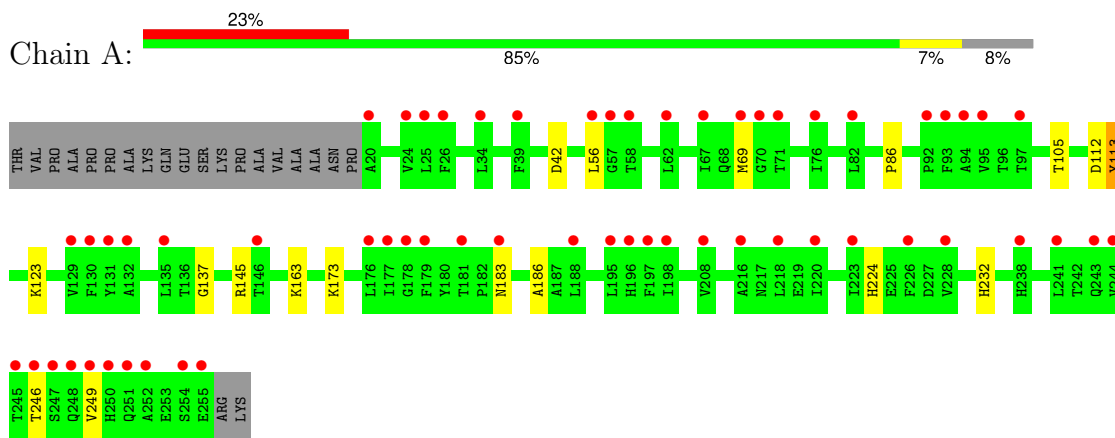 23%
Chain A:
85% 7% 8%
THR VAL PRO ALA PRO PRO ALA LYS GLN GLU SER LYS PRO ALA VAL ALA ALA ASN PRO A20 V24 L25 F26 L34 F39 D42 L56 G57 T58 L62 I67 Q68 M69 G70 T71 I76 L82 P86 P92 F93 A94 V95 T96 T97 T105 D112 Y113
K123 V129 F130 Y131 A132 L135 T136 G137 R145 T146 K163 K173 L176 I177 G178 F179 Y180 T181 P182 N183 A186 A187 L188 L195 H196 F197 I198 V208 A216 N217 L218 E219 I220 I223 H224 E225 F226 D227 V228 H232 H238 L241 T242 Q243 V244
T245 T246 S247 Q248 V249 H250 Q251 A252 E253 S254 E255 ARG LYS